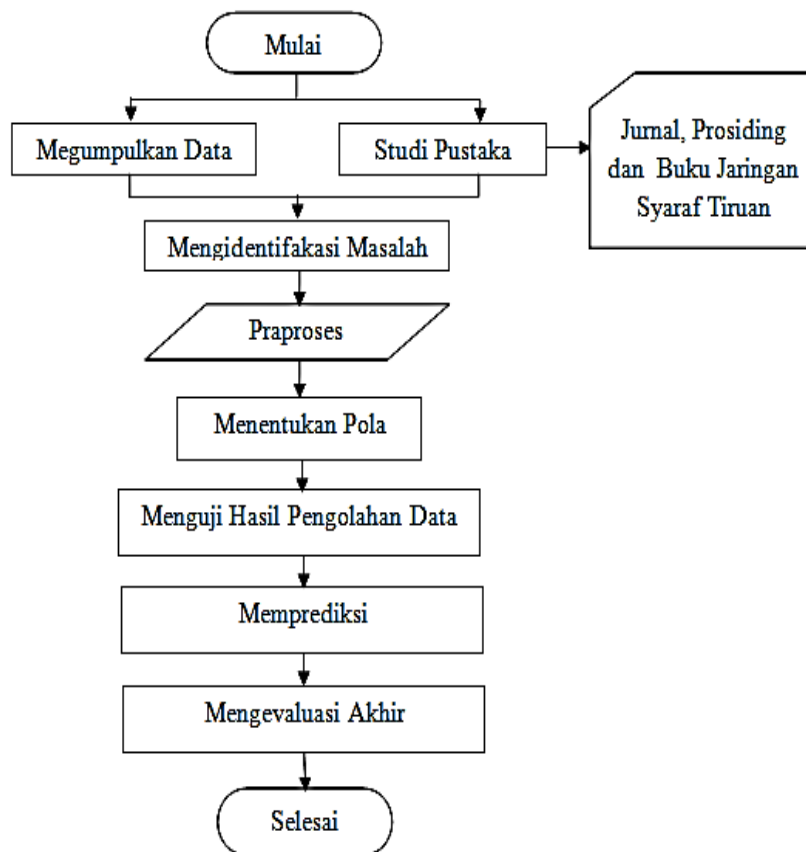 Mulai
Megumpulkan Data
Studi Pustaka
Jurnal, Prosiding
dan Buku Jaringan
Syaraf Tiruan
Mengidentifakasi Masalah
Praproses
Menentukan Pola
Menguji Hasil Pengolahan Data
Memprediksi
Mengevaluasi Akhir
Selesai